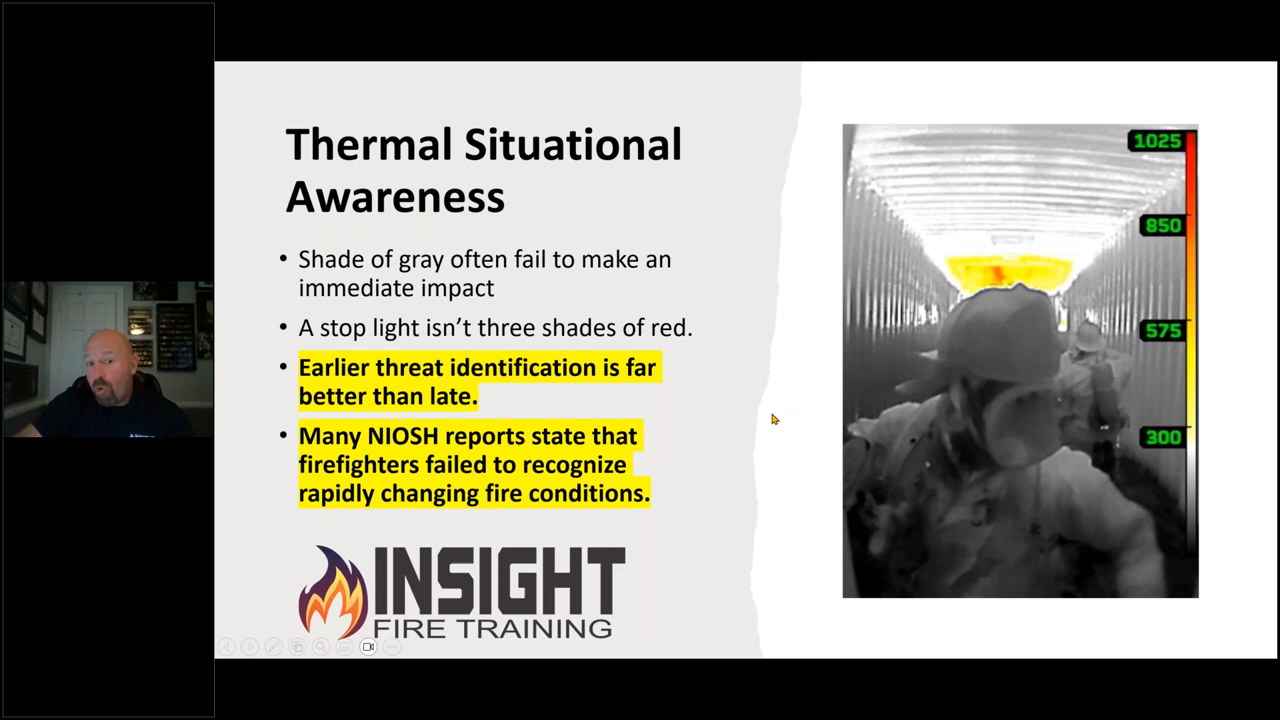 Thermal Situational
Awareness
• Shade of gray often fail to make an
immediate impact
• A stop light isn’t three shades of red.
• Earlier threat identification is far
better than late.
• Many NIOSH reports state that
firefighters failed to recognize
rapidly changing fire conditions.
INSIGHT
FIRE TRAINING
1025
850
575
300